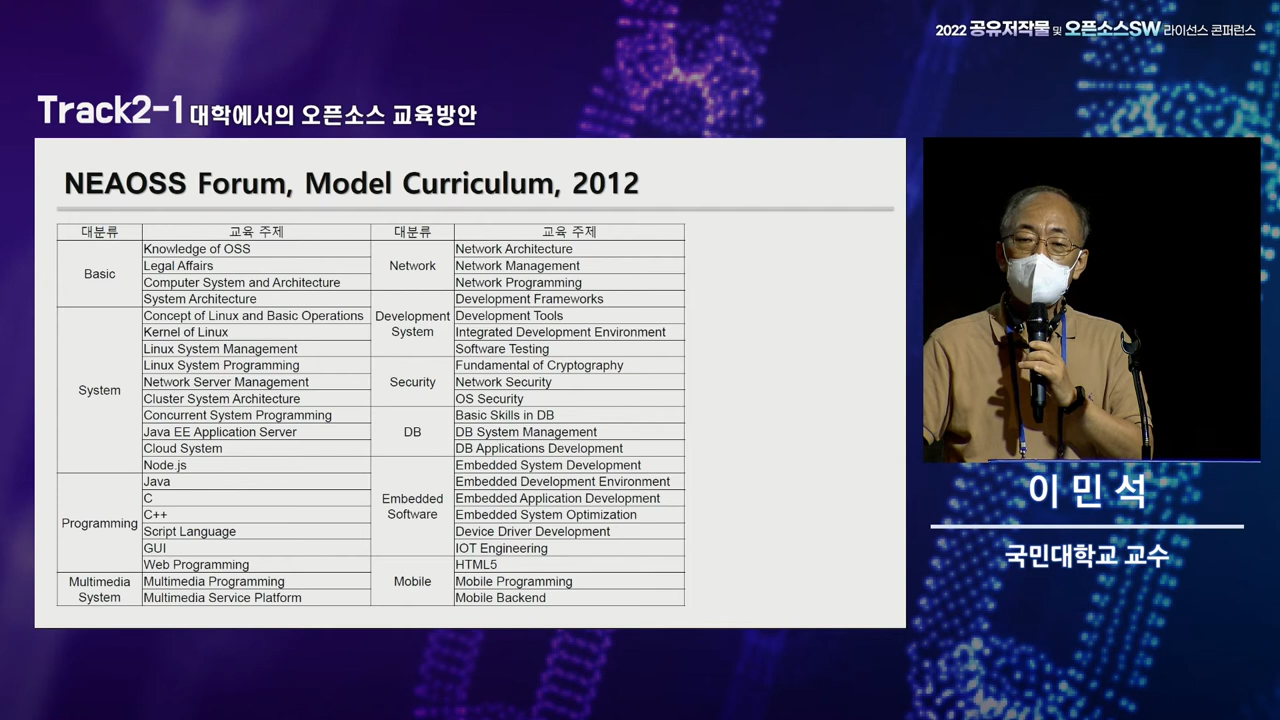 2022 공유저작물 및 오픈소스SW 라이선스 컨퍼런스
Track2-1 대학에서의 오픈소스 교육방안
NEAOSS Forum, Model Curriculum, 2012
대분류 교육 주제 대분류 교육 주제
Basic
Knowledge of OSS
Legal Affairs
Computer System and Architecture
System Architecture
System
Concept of Linux and Basic Operations
Kernel of Linux
Linux System Management
Linux System Programming
Network Server Management
Cluster System Architecture
Concurrent System Programming
Java EE Application Server
Cloud System
Node.js
Programming
Java
C
C++
Script Language
GUI
Web Programming
Multimedia
System
Multimedia Programming
Multimedia Service Platform
Network
Network Architecture
Network Management
Network Programming
Development
System
Development Frameworks
Development Tools
Integrated Development Environment
Software Testing
Security
Fundamental of Cryptography
Network Security
OS Security
DB
Basic Skills in DB
DB System Management
DB Applications Development
Embedded
Software
Embedded System Development
Embedded Development Environment
Embedded Application Development
Embedded System Optimization
Device Driver Development
IOT Engineering
Mobile
HTML5
Mobile Programming
Mobile Backend
이 민 석
국민대학교 교수